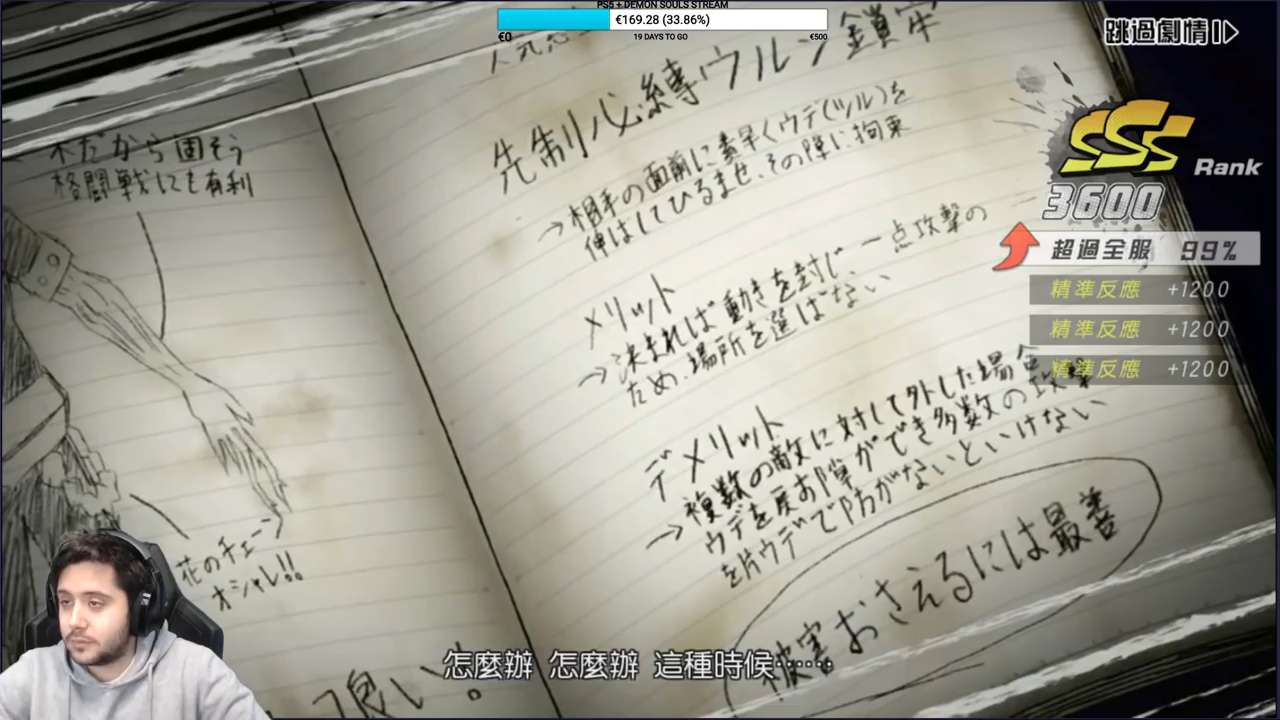 PS5 + DEMON SOULS STREAM
€169.28 (33.86%)
€0
19 DAYS TO GO
€500
跳過劇情
SSS Rank
3600
超過全服 99%
精準反應 +1200
精準反應 +1200
精準反應 +1200
木だから固そう
格闘戦にも有利
花のチェーン
オシャレ!!
先制必縛ウルシ鎖牢
→相手の面前に素早くウデ(ツル)を
伸ばしてひるませ、その隙に拘束
メリット
→決まれば動きを封じ一点攻撃の
ため、場所を選ばない
デメリット
→複数の敵に対して外した場合
ウデを戻す隙ができ多数の攻撃
を片ウデで防がないといけない
被害おさえるには最善
怎麼辦 怎麼辦 這種時候……